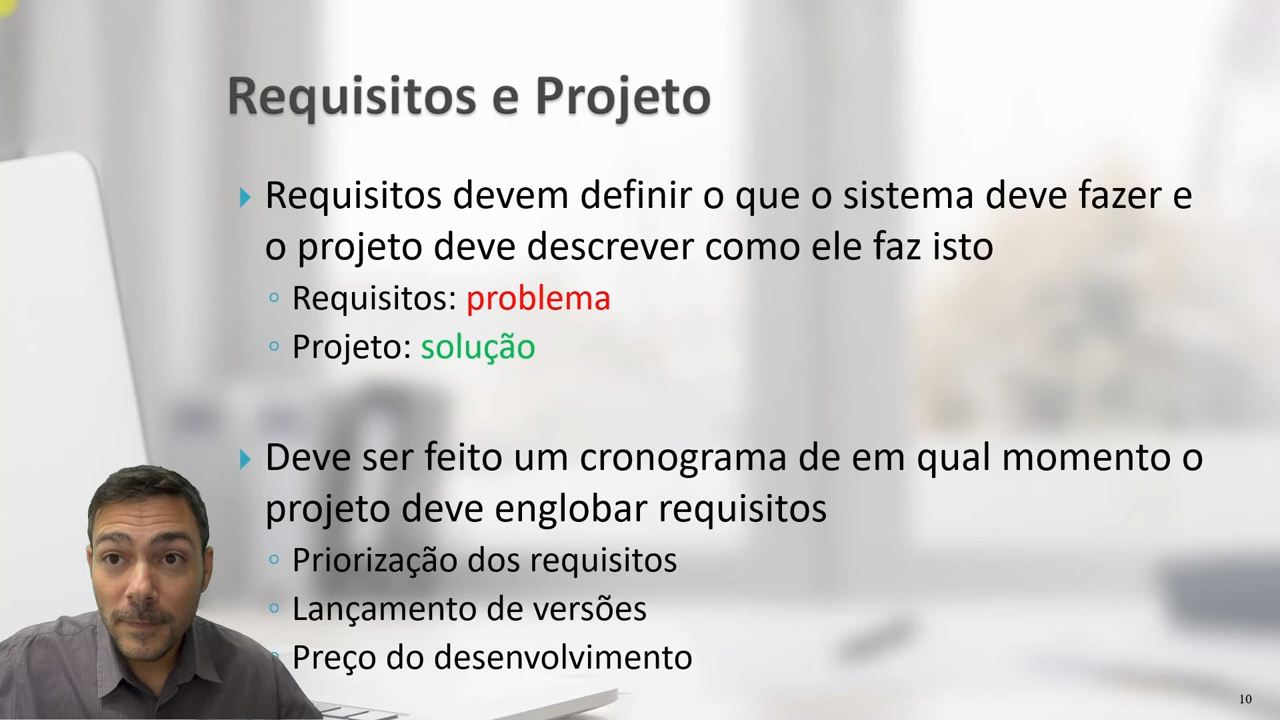 Requisitos e Projeto
Requisitos devem definir o que o sistema deve fazer e
o projeto deve descrever como ele faz isto
Requisitos: problema
Projeto: solução
Deve ser feito um cronograma de em qual momento o
projeto deve englobar requisitos
Priorização dos requisitos
Lançamento de versões
Preço do desenvolvimento
10